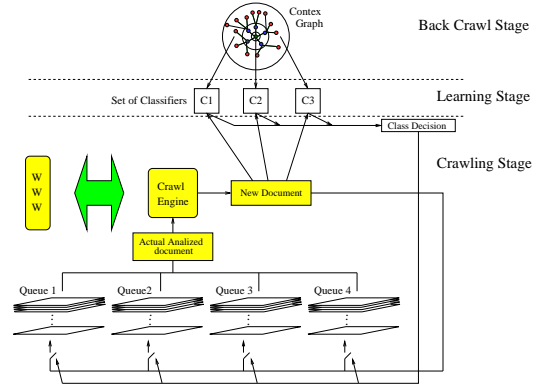 Contex
Graph
Back Crawl Stage
Set of Classifiers
C1
C2
C3
Learning Stage
Class Decision
Crawling Stage
W
W
W
Crawl
Engine
New Document
Actual Analized
document
Queue 1
Queue2
Queue 3
Queue 4